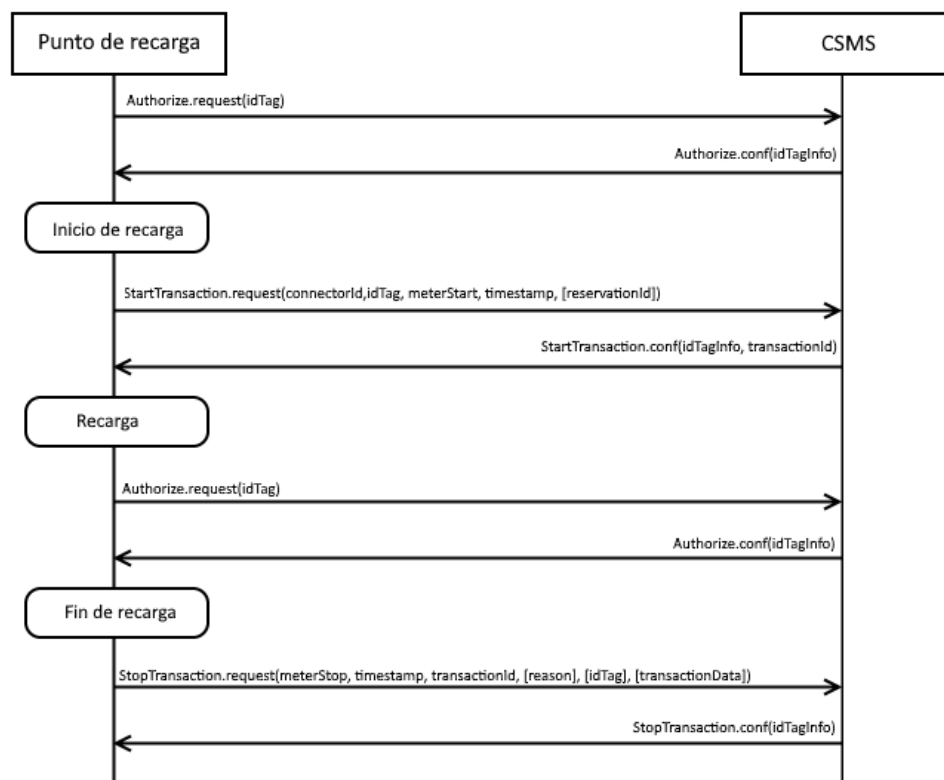 Punto de recarga
CSMS
Authorize.request(idTag)
Authorize.conf(idTagInfo)
Inicio de recarga
StartTransaction.request(connectorId,idTag, meterStart, timestamp, [reservationId])
StartTransaction.conf(idTagInfo, transactionId)
Recarga
Authorize.request(idTag)
Authorize.conf(idTagInfo)
Fin de recarga
StopTransaction.request(meterStop, timestamp, transactionId, [reason], [idTag], [transactionData])
StopTransaction.conf(idTagInfo)